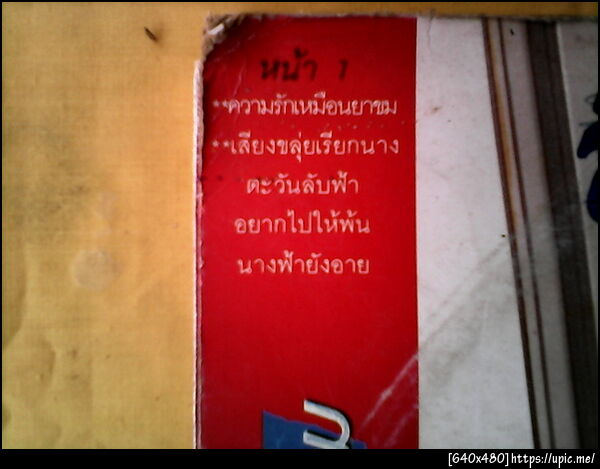 หน้า 1
**ความรักเหมือนยาขม
**เสียงขลุ่ยเรียกนาง
ตะวันลับฟ้า
อยากไปให้พ้น
นางฟ้ายังอาย
[640x480]https://upic.me/